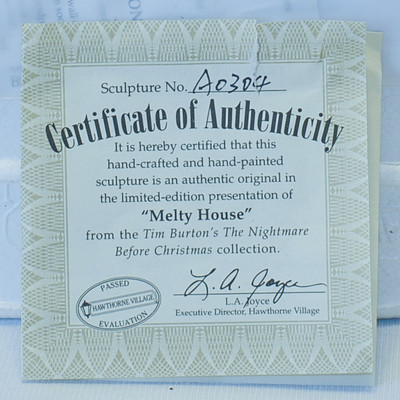 Sculpture No. A0304
Certificate of Authenticity
It is hereby certified that this
hand-crafted and hand-painted
sculpture is an authentic original in
the limited-edition presentation of
"Melty House"
from the Tim Burton's The Nightmare
Before Christmas collection.
L. A. Joyce
L.A. Joyce
Executive Director, Hawthorne Village
PASSED
HAWTHORNE VILLAGE
EVALUATION